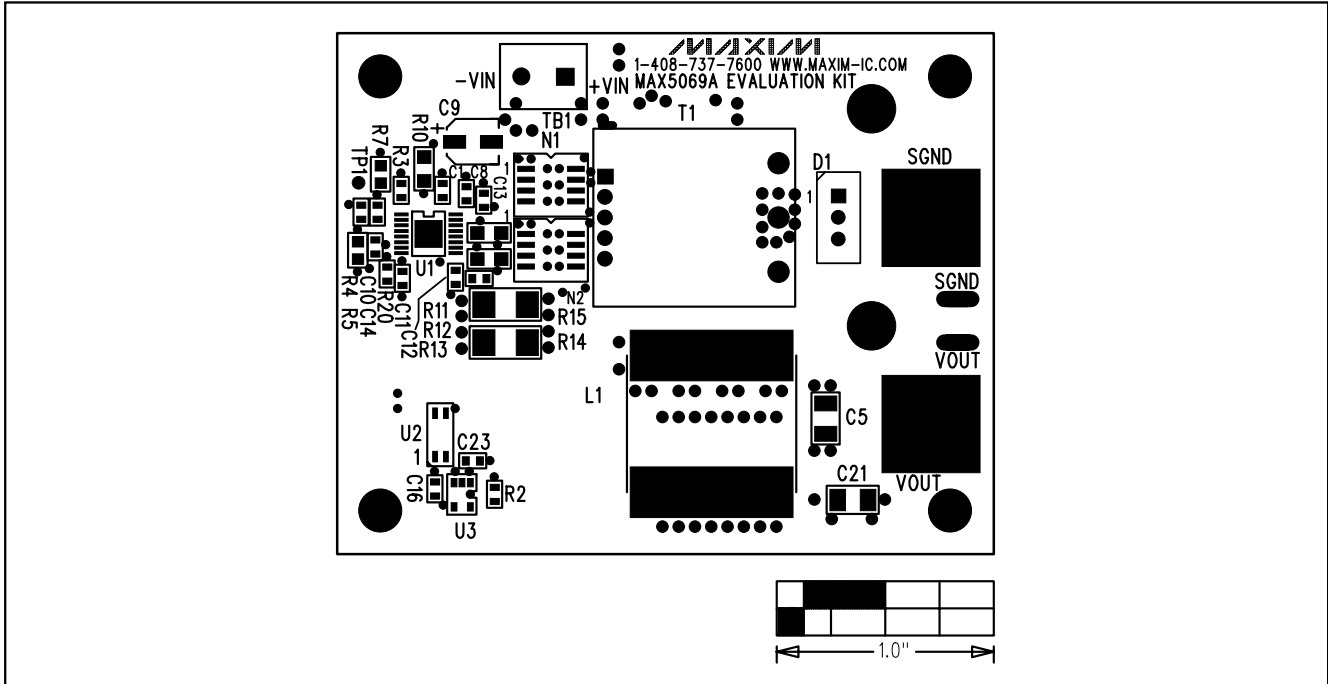 MAXIM
1-408-737-7600 WWW.MAXIM-IC.COM
MAX5069A EVALUATION KIT
-VIN
+VIN
TB1
T1
C9
+
N1
R7
R10
TP1
R3
C1
C8
C13
1
1
D1
1
SGND
U1
SGND
R4
R5
C10
C14
R20
C11
C12
R11
R12
R13
N2
R15
R14
VOUT
L1
C5
U2
1
C23
C16
R2
U3
C21
VOUT
1.0"